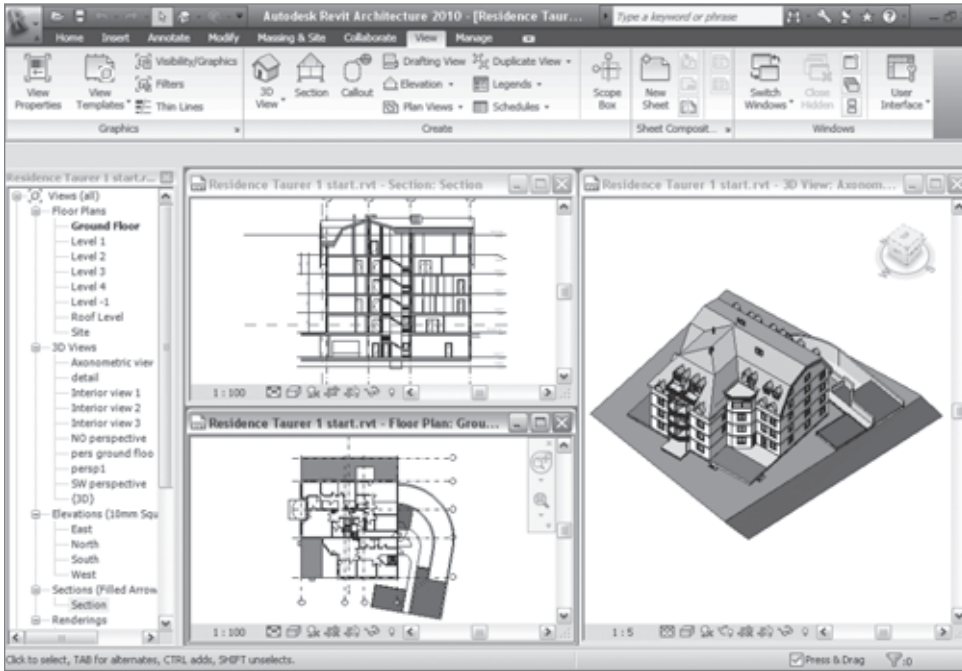 Autodesk Revit Architecture 2010 - [Residence Taur...
Type a keyword or phrase
Home Insert Annotate Modify Massing & Site Collaborate View Manage
View Properties
View Templates
Visibility/Graphics
Filters
Thin Lines
3D View
Section
Callout
Drafting View
Elevation
Plan Views
Duplicate View
Legends
Schedules
Scope Box
New Sheet
Switch Windows
Close Hidden
User Interface
Graphics
Create
Sheet Composit...
Windows
Residence Taurer 1 start.r...
Views (all)
Floor Plans
Ground Floor
Level 1
Level 2
Level 3
Level 4
Level -1
Roof Level
Site
3D Views
Axonometric view
detail
Interior view 1
Interior view 2
Interior view 3
NO perspective
pers ground floo
persp1
SW perspective
{3D}
Elevations (10mm Squ
East
North
South
West
Sections (Filled Arrow
Section
Renderings
Residence Taurer 1 start.rvt - Section: Section
1 : 100
Residence Taurer 1 start.rvt - Floor Plan: Grou...
1 : 100
Residence Taurer 1 start.rvt - 3D View: Axonom...
1 : 5
Click to select, TAB for alternates, CTRL adds, SHIFT unselects.
Press & Drag
:0